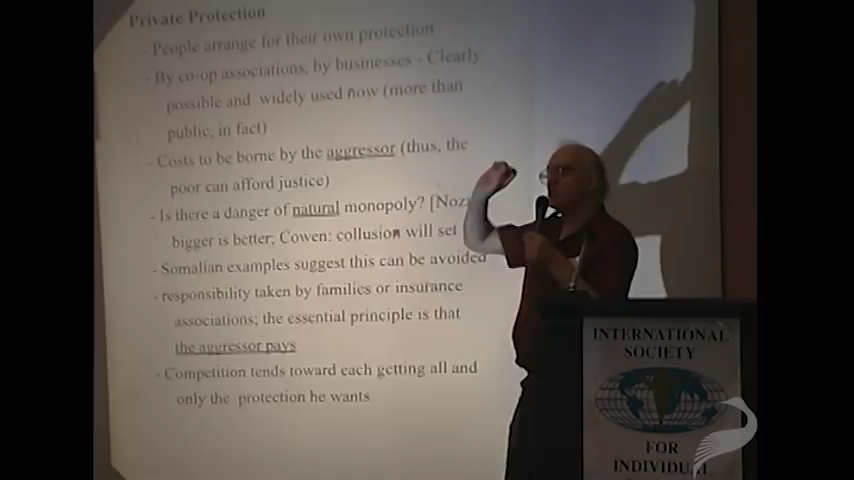 Private Protection
- People arrange for their own protection
- By co-op associations, by businesses - Clearly
possible and widely used now (more than
public, in fact)
- Costs to be borne by the aggressor (thus, the
poor can afford justice)
- Is there a danger of natural monopoly?
bigger is better; Cowen: collusion will set
- Somalian examples suggest this can be avoided
- responsibility taken by families or insurance
associations; the essential principle is that
the aggressor pays
- Competition tends toward each getting all and
only the protection he wants
INTERNATIONAL
SOCIETY
FOR